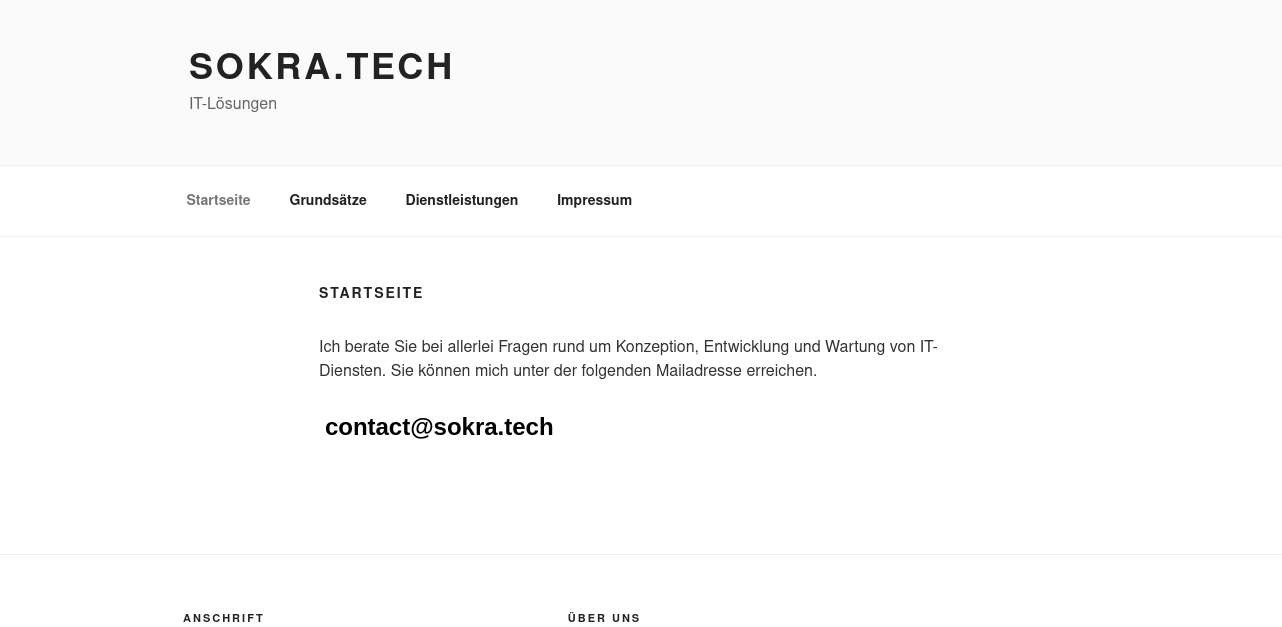 SOKRA.TECH
IT-Lösungen
Startseite Grundsätze Dienstleistungen Impressum
STARTSEITE
Ich berate Sie bei allerlei Fragen rund um Konzeption, Entwicklung und Wartung von IT-
Diensten. Sie können mich unter der folgenden Mailadresse erreichen.
contact@sokra.tech
ANSCHRIFT ÜBER UNS